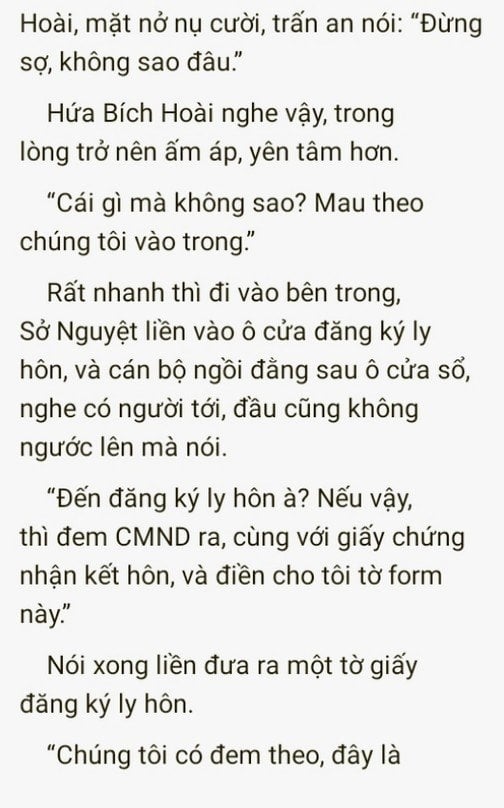 Hoài, mặt nở nụ cười, trấn an nói: “Đừng
sợ, không sao đâu.”
Hứa Bích Hoài nghe vậy, trong
lòng trở nên ấm áp, yên tâm hơn.
“Cái gì mà không sao? Mau theo
chúng tôi vào trong.”
Rất nhanh thì đi vào bên trong,
Sở Nguyệt liền vào ô cửa đăng ký ly
hôn, và cán bộ ngồi đằng sau ô cửa sổ,
nghe có người tới, đầu cũng không
ngước lên mà nói.
“Đến đăng ký ly hôn à? Nếu vậy,
thì đem CMND ra, cùng với giấy chứng
nhận kết hôn, và điền cho tôi tờ form
này.”
Nói xong liền đưa ra một tờ giấy
đăng ký ly hôn.
“Chúng tôi có đem theo, đây là